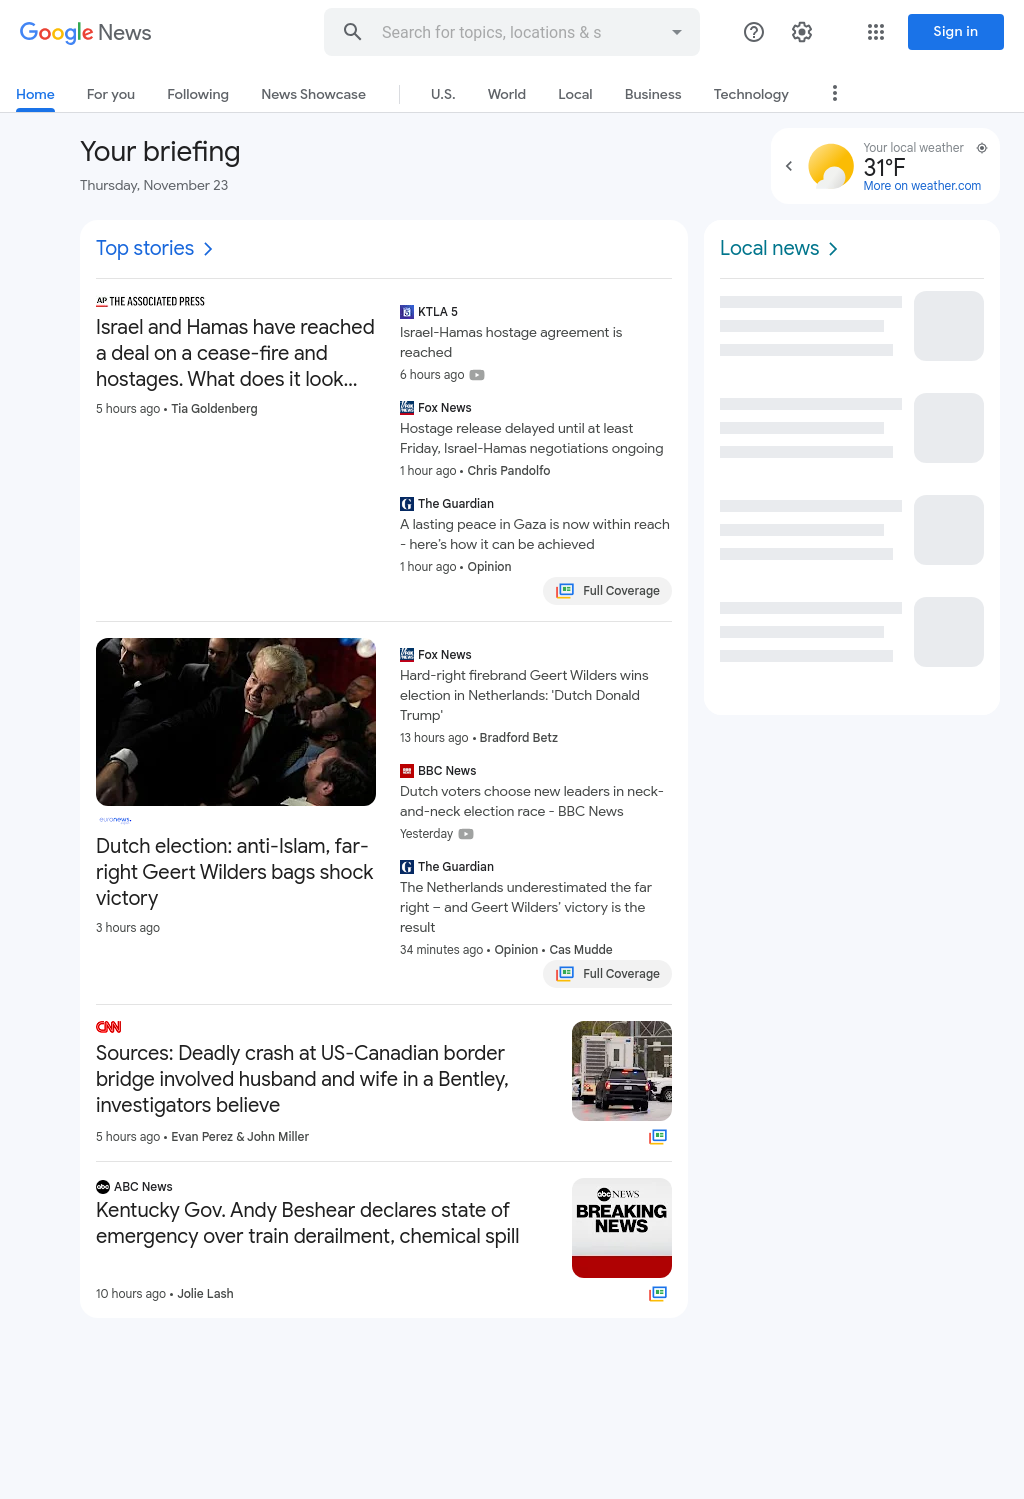 Google News
Search for topics, locations & s
Sign in
Home
For you
Following
News Showcase
U.S.
World
Local
Business
Technology
Your briefing
Thursday, November 23
Your local weather
31°F
More on weather.com
Top stories
AP THE ASSOCIATED PRESS
Israel and Hamas have reached
a deal on a cease-fire and
hostages. What does it look...
5 hours ago • Tia Goldenberg
KTLA 5
Israel-Hamas hostage agreement is
reached
6 hours ago
Fox News
Hostage release delayed until at least
Friday, Israel-Hamas negotiations ongoing
1 hour ago • Chris Pandolfo
The Guardian
A lasting peace in Gaza is now within reach
- here's how it can be achieved
1 hour ago • Opinion
Full Coverage
euronews.
Dutch election: anti-Islam, far-
right Geert Wilders bags shock
victory
3 hours ago
Fox News
Hard-right firebrand Geert Wilders wins
election in Netherlands: 'Dutch Donald
Trump'
13 hours ago • Bradford Betz
BBC News
Dutch voters choose new leaders in neck-
and-neck election race - BBC News
Yesterday
The Guardian
The Netherlands underestimated the far
right – and Geert Wilders' victory is the
result
34 minutes ago • Opinion • Cas Mudde
Full Coverage
CNN
Sources: Deadly crash at US-Canadian border
bridge involved husband and wife in a Bentley,
investigators believe
5 hours ago • Evan Perez & John Miller
abc ABC News
Kentucky Gov. Andy Beshear declares state of
emergency over train derailment, chemical spill
10 hours ago • Jolie Lash
abc NEWS
BREAKING
NEWS
Local news